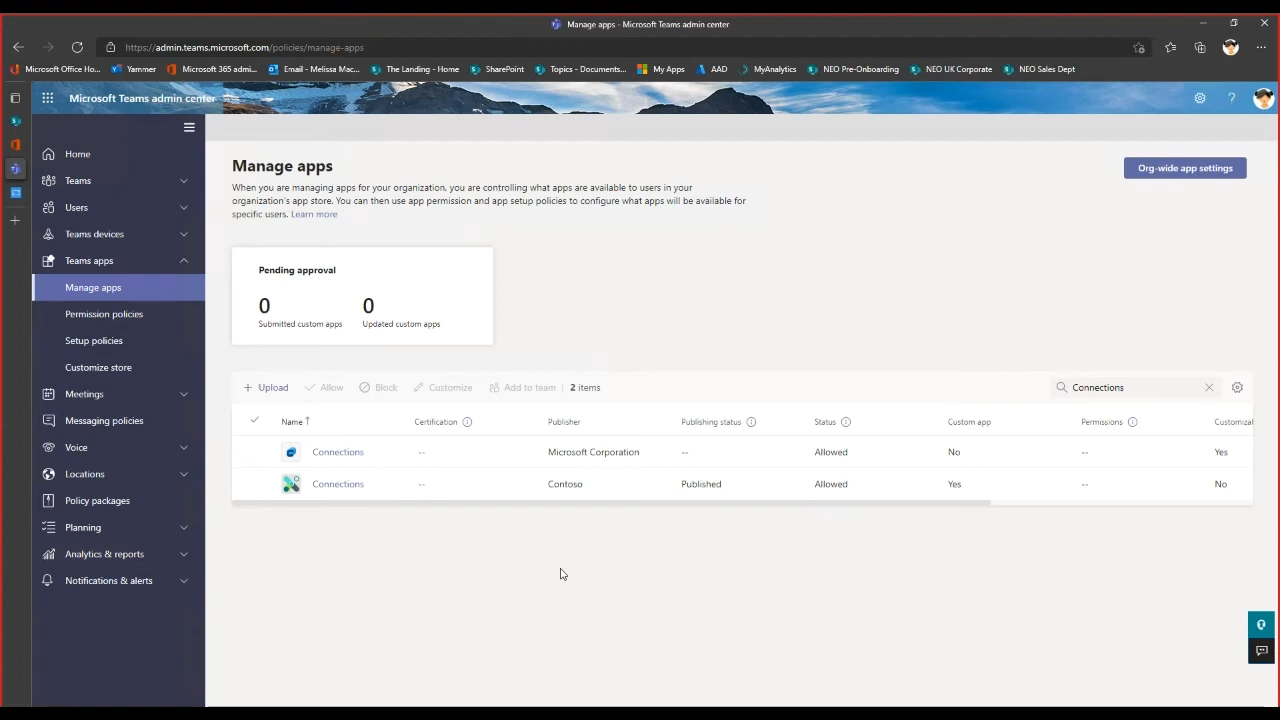 Manage apps - Microsoft Teams admin center
https://admin.teams.microsoft.com/policies/manage-apps
Microsoft Office Ho... Yammer Microsoft 365 admi... Email - Melissa Mac... The Landing - Home SharePoint Topics - Documents... My Apps AAD MyAnalytics NEO Pre-Onboarding NEO UK Corporate NEO Sales Dept
Microsoft Teams admin center
Home
Teams
Users
Teams devices
Teams apps
Manage apps
Permission policies
Setup policies
Customize store
Meetings
Messaging policies
Voice
Locations
Policy packages
Planning
Analytics & reports
Notifications & alerts
Manage apps
Org-wide app settings
When you are managing apps for your organization, you are controlling what apps are available to users in your
organization's app store. You can then use app permission and app setup policies to configure what apps will be available for
specific users. Learn more
Pending approval
0 0
Submitted custom apps Updated custom apps
+ Upload Allow Block Customize Add to team | 2 items Connections
Name ↑ Certification Publisher Publishing status Status Custom app Permissions Customizal
Connections -- Microsoft Corporation -- Allowed No -- Yes
Connections -- Contoso Published Allowed Yes -- No